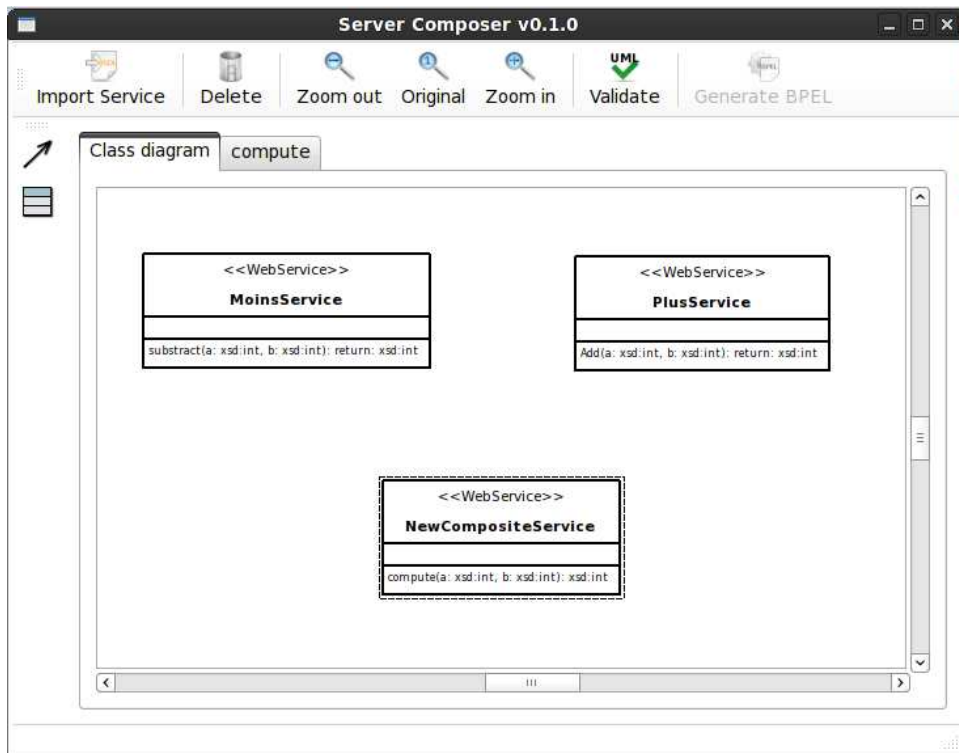 Server Composer v0.1.0
UML
Import Service Delete Zoom out Original Zoom in Validate Generate BPEL
Class diagram compute
<<WebService>>
MoinsService
substract(a: xsd:int, b: xsd:int): return: xsd:int
<<WebService>>
PlusService
Add(a: xsd:int, b: xsd:int): return: xsd:int
<<WebService>>
NewCompositeService
compute(a: xsd:int, b: xsd:int): xsd:int